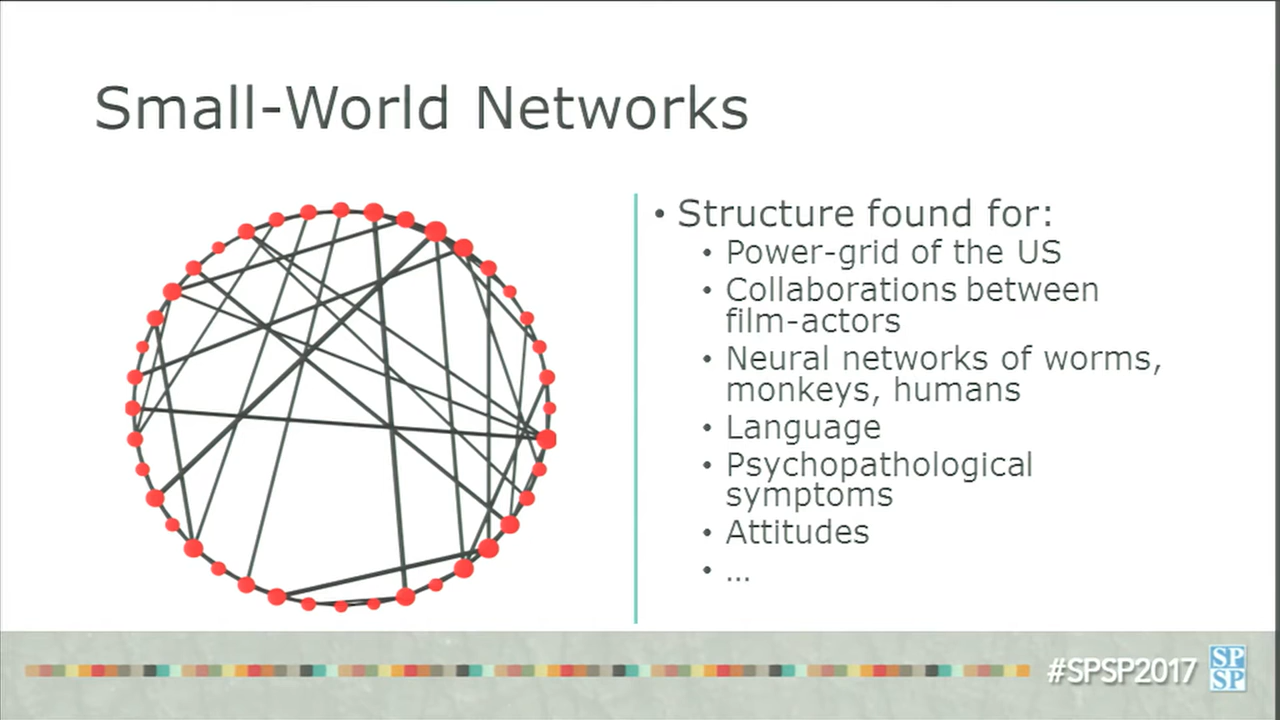 Small-World Networks
• Structure found for:
• Power-grid of the US
• Collaborations between
film-actors
• Neural networks of worms,
monkeys, humans
• Language
• Psychopathological
symptoms
• Attitudes
• ...
#SPSP2017
SP
SP